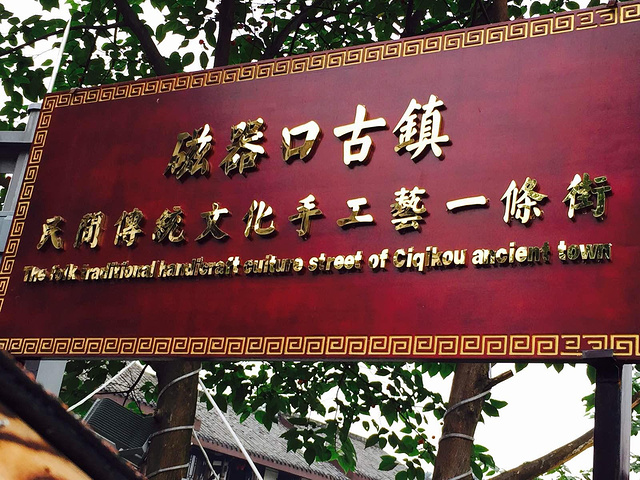 磁器口古鎮
民間傳統文化手工藝一條街
The folk traditional handicraft culture street of Ciqikou ancient town